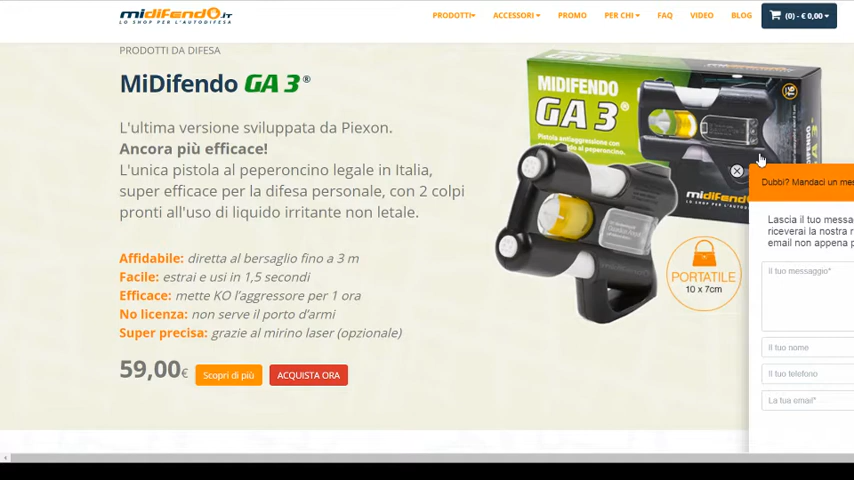 midifendo.it
LO SHOP PER L'AUTODIFESA
PRODOTTI
ACCESSORI
PROMO
PER CHI
FAQ
VIDEO
BLOG
(0) - € 0,00
PRODOTTI DA DIFESA
MiDifendo GA 3®
L'ultima versione sviluppata da Piexon.
Ancora più efficace!
L'unica pistola al peperoncino legale in Italia,
super efficace per la difesa personale, con 2 colpi
pronti all'uso di liquido irritante non letale.
Affidabile: diretta al bersaglio fino a 3 m
Facile: estrai e usi in 1,5 secondi
Efficace: mette KO l'aggressore per 1 ora
No licenza: non serve il porto d'armi
Super precisa: grazie al mirino laser (opzionale)
59,00€
Scopri di più
ACQUISTA ORA
MIDIFENDO
GA 3®
Pistola antiaggressione con
al peperoncino.
midifendo
PORTATILE
10 x 7cm
Dubbi? Mandaci un mes
Lascia il tuo messa
riceverai la nostra r
email non appena p
Il tuo messaggio*
Il tuo nome
Il tuo telefono
La tua email*